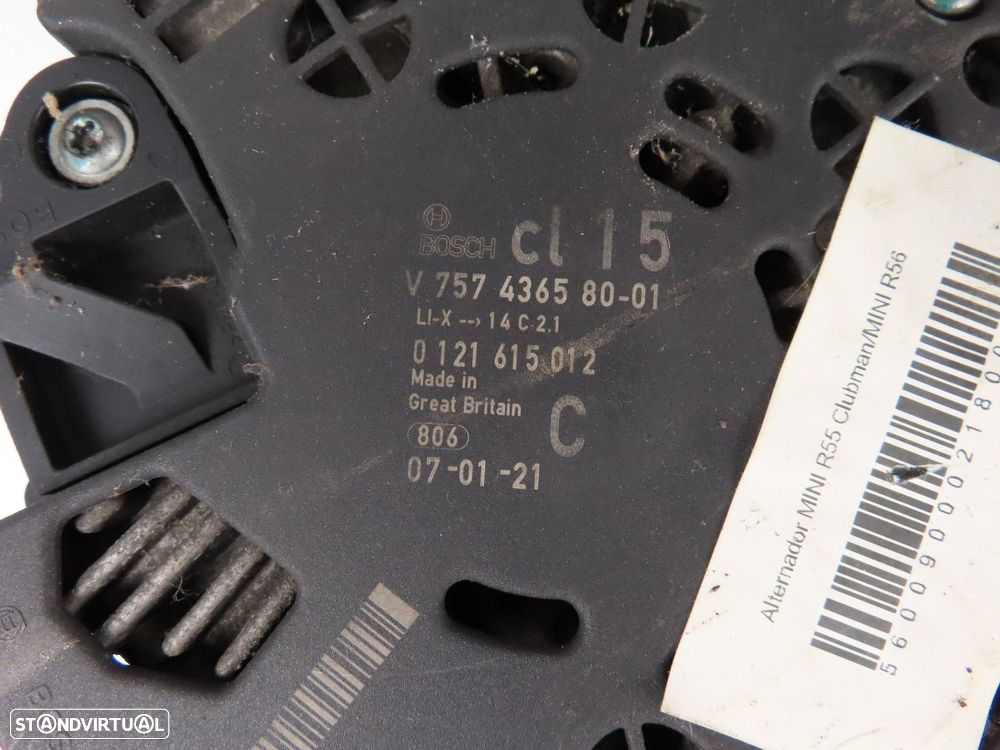 BOSCH
cl 15
V 757 4365 80-01
LI-X --> 14 C 2.1
0 121 615 012
Made in
Great Britain
C
806
07-01-21
Alternador MINI R55 Clubman/MINI R56
STANDVIRTUAL